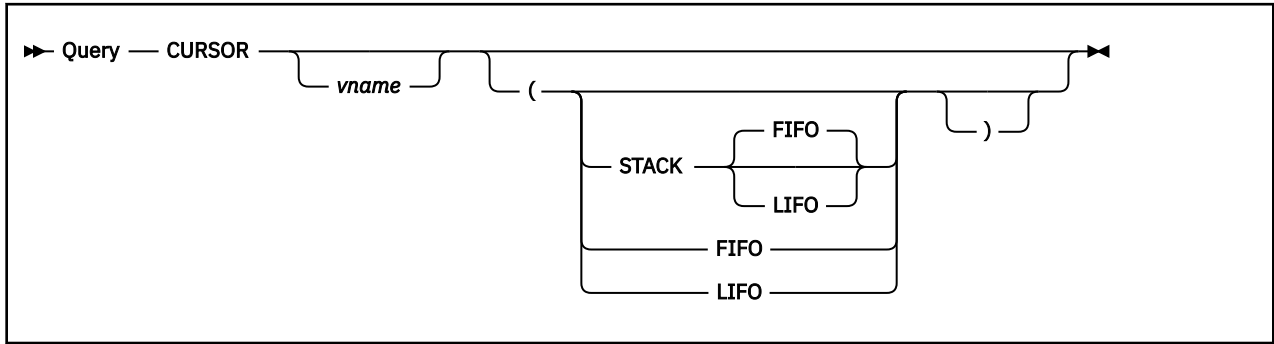 Query CURSOR
vname (
)
FIFO
STACK
LIFO
FIFO
LIFO